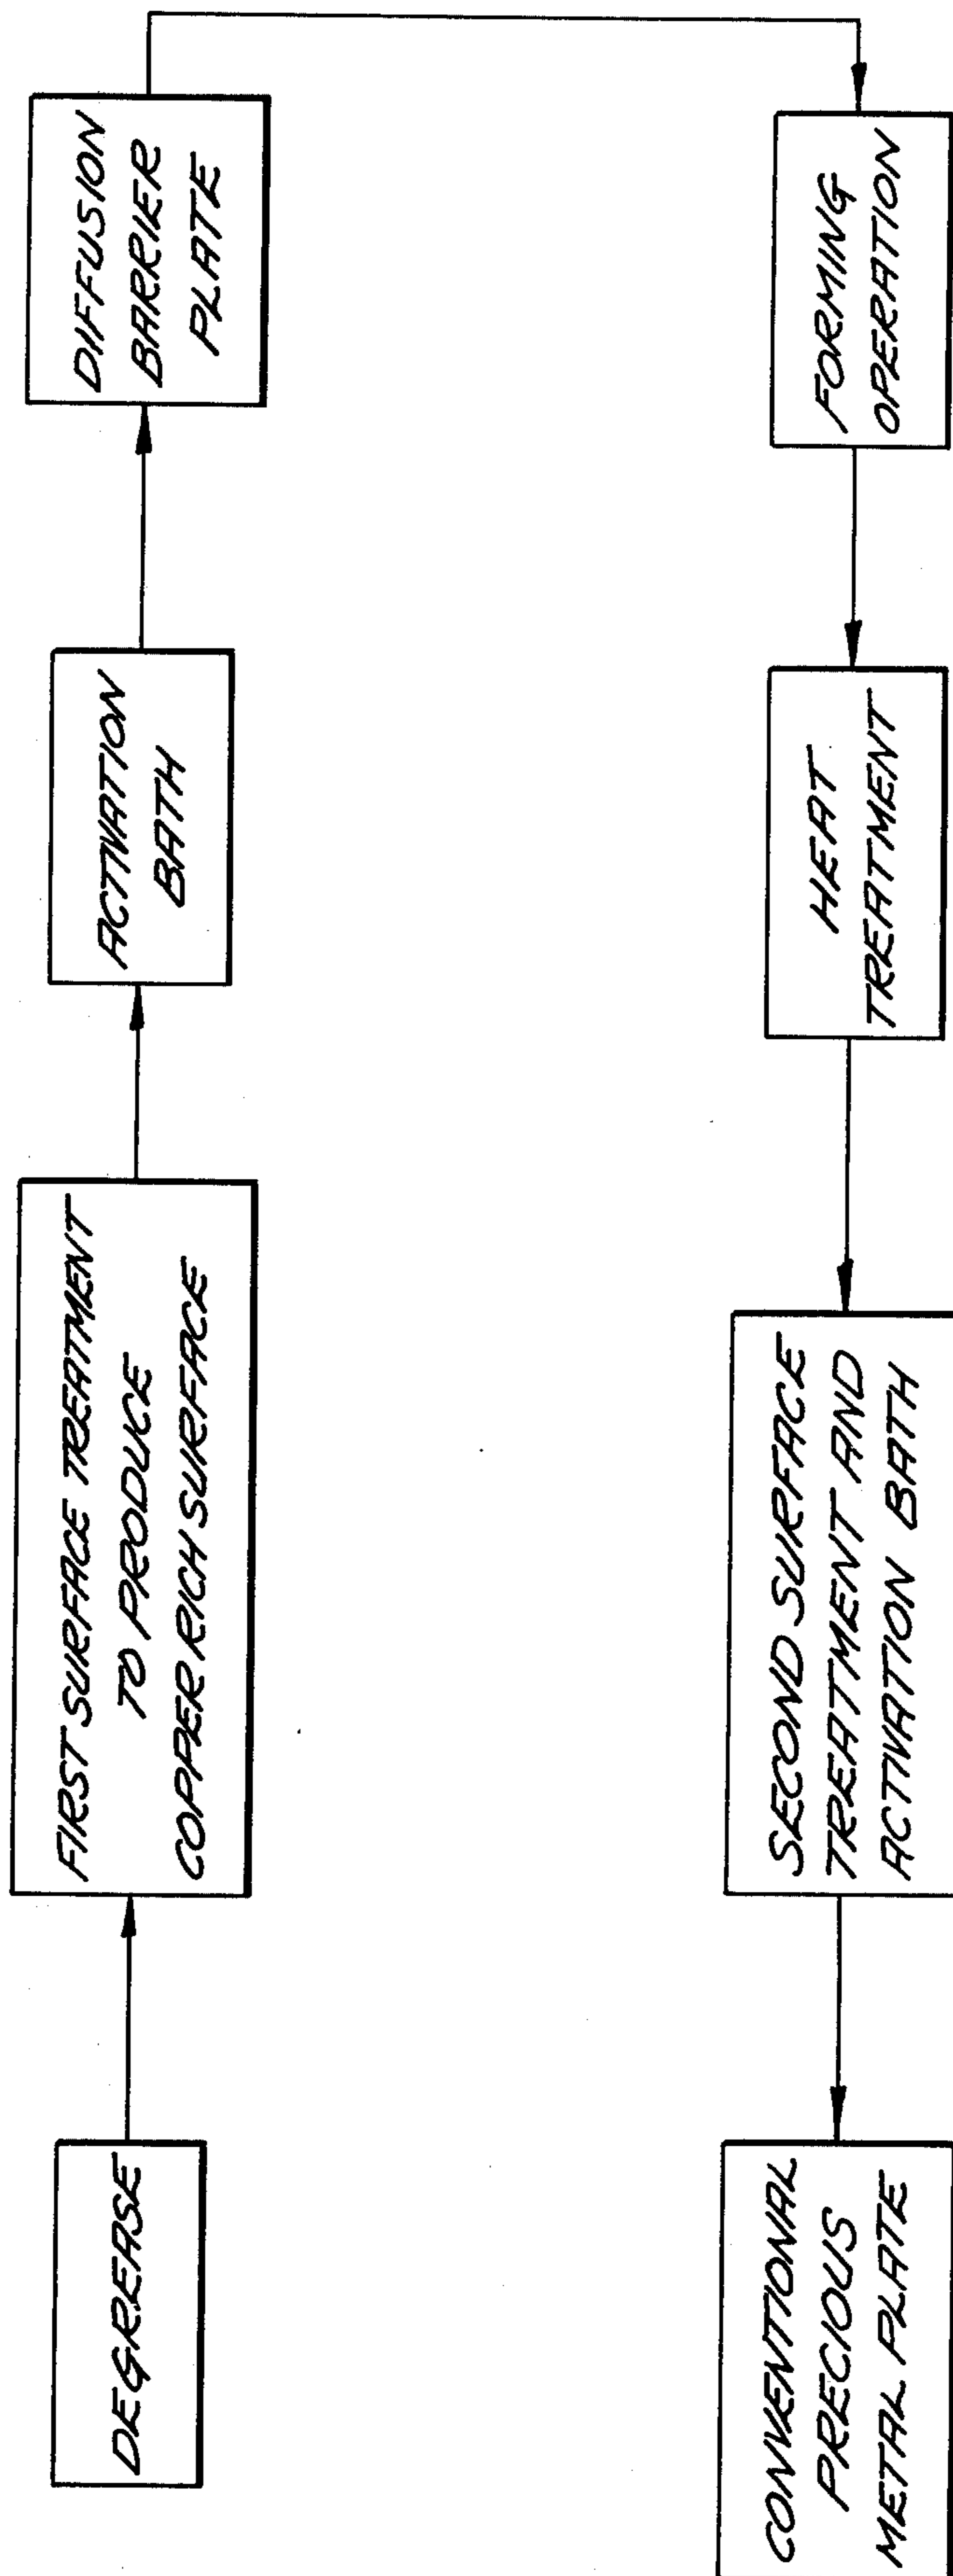 DEGREASE
FIRST SURFACE TREATMENT
TO PRODUCE
COPPER RICH SURFACE
ACTIVATION
BATH
DIFFUSION
BARRIER
PLATE
FORMING
OPERATION
HEAT
TREATMENT
SECOND SURFACE
TREATMENT AND
ACTIVATION BATH
CONVENTIONAL
PRECIOUS
METAL PLATE